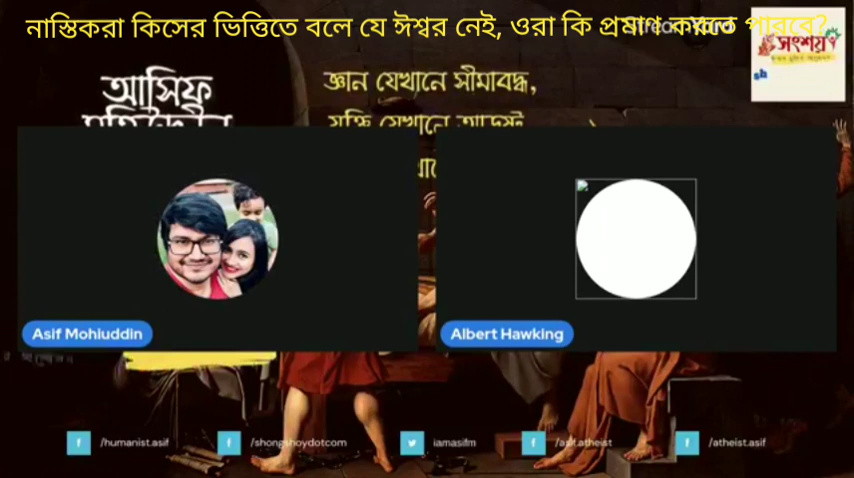 নাস্তিকরা কিসের ভিত্তিতে বলে যে ঈশ্বর নেই, ওরা কি প্রমাণ করতে পারবে?
সংশয়
আসিফ
জ্ঞান যেখানে সীমাবদ্ধ,
যেখানে
Asif Mohiuddin
Albert Hawking
/humanist.asif
/shongshoydotcom
iamasifm
/asif.atheist
/atheist.asif